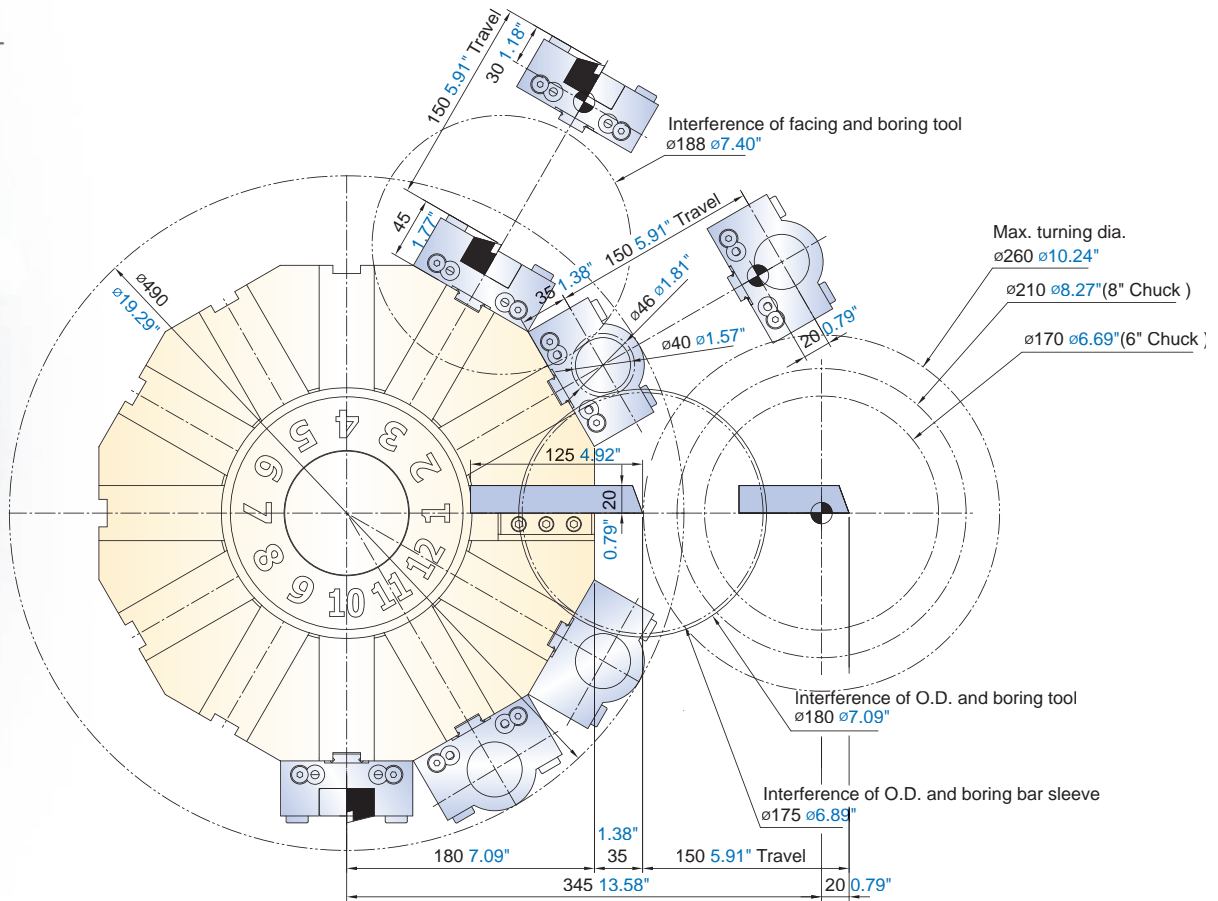 150 5.91" Travel
30 1.18"
Interference of facing and boring tool
ø188 ø7.40"
45
1.77"
150 5.91" Travel
35 1.38"
ø46 ø1.81"
ø40 ø1.57"
20 0.79"
Max. turning dia.
ø260 ø10.24"
ø210 ø8.27"(8" Chuck )
ø170 ø6.69"(6" Chuck )
ø490
ø19.29"
1
2
3
4
5
6
7
8
9
10
11
12
125 4.92"
20
0.79"
Interference of O.D. and boring tool
ø180 ø7.09"
Interference of O.D. and boring bar sleeve
ø175 ø6.89"
180 7.09"
1.38"
35
150 5.91" Travel
345 13.58"
20 0.79"